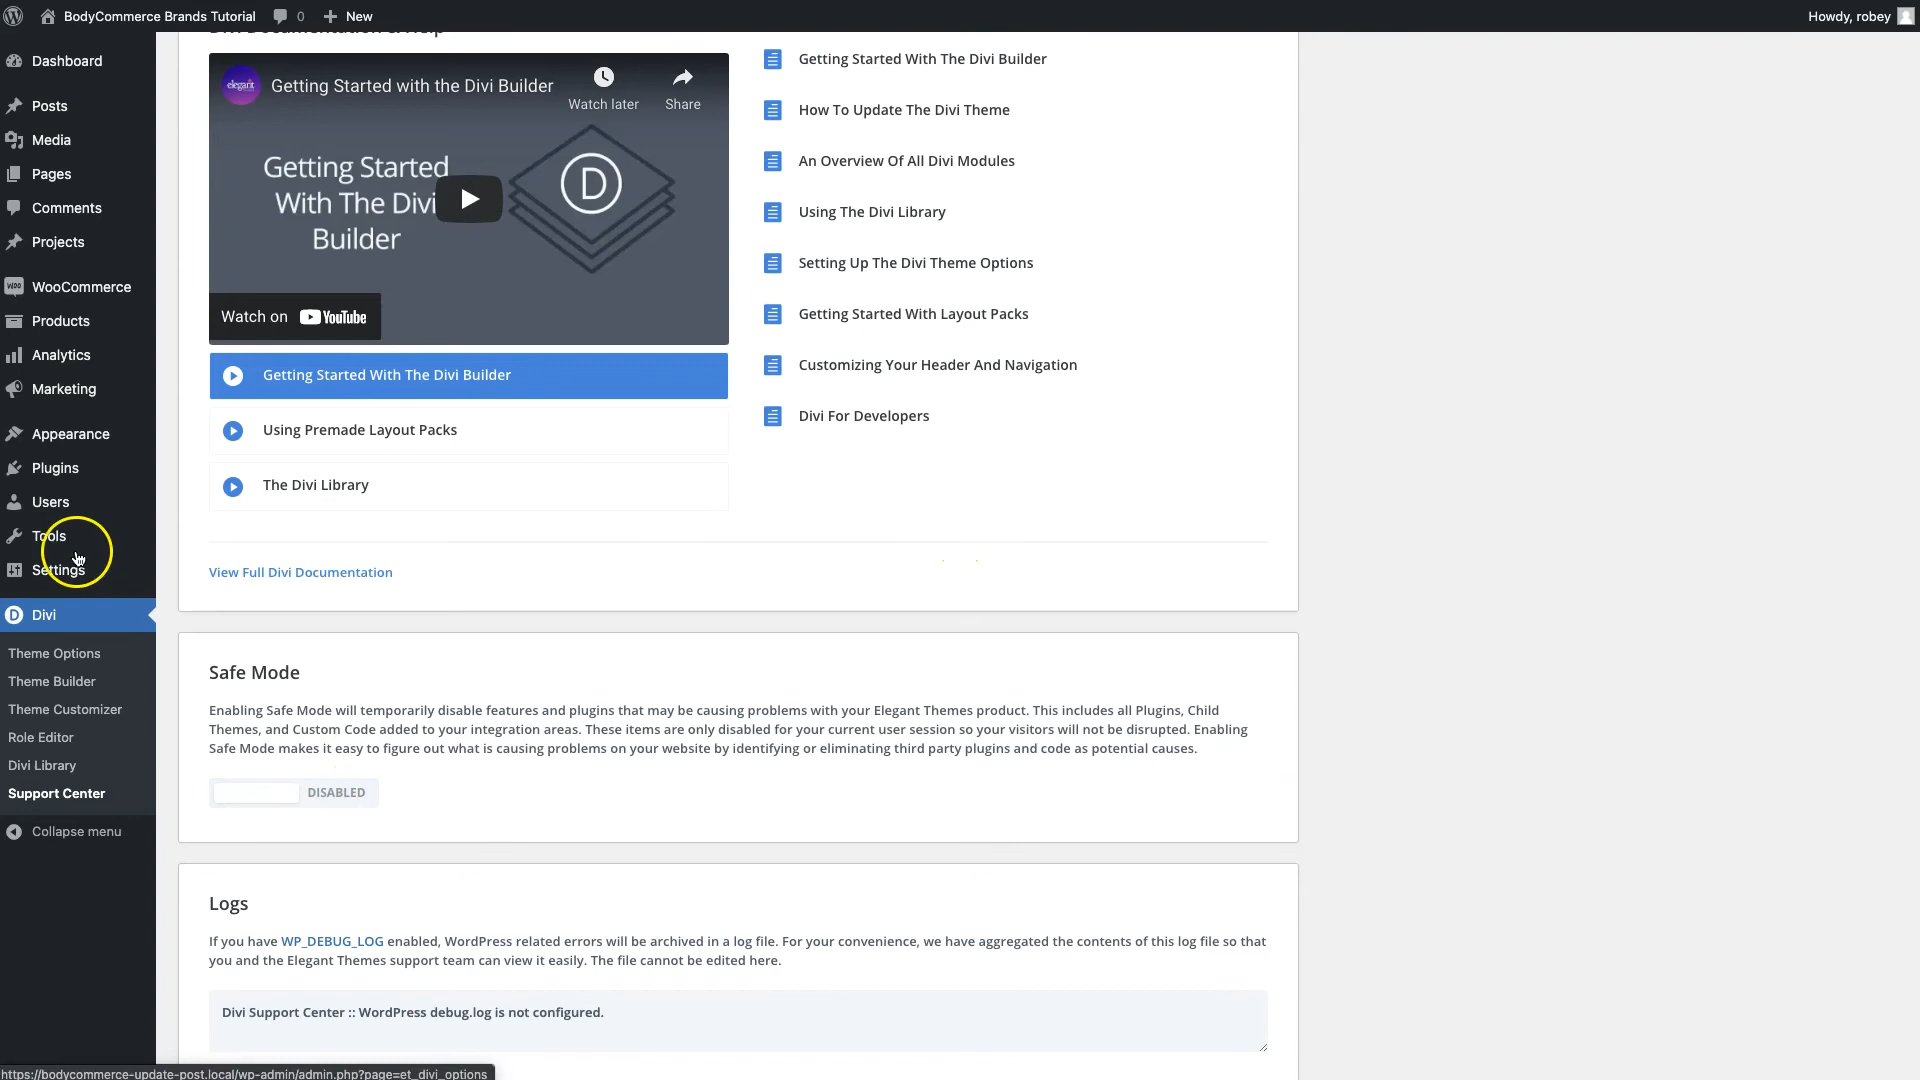 BodyCommerce Brands Tutorial
0
New
Howdy, robey
Dashboard
Posts
Media
Pages
Comments
Projects
WooCommerce
Products
Analytics
Marketing
Appearance
Plugins
Users
Tools
Settings
Divi
Theme Options
Theme Builder
Theme Customizer
Role Editor
Divi Library
Support Center
Collapse menu
Divi Documentation & Help
elegant
Getting Started with the Divi Builder
Watch later
Share
Getting Started
With The Divi
Builder
D
Watch on YouTube
Getting Started With The Divi Builder
Using Premade Layout Packs
The Divi Library
Getting Started With The Divi Builder
How To Update The Divi Theme
An Overview Of All Divi Modules
Using The Divi Library
Setting Up The Divi Theme Options
Getting Started With Layout Packs
Customizing Your Header And Navigation
Divi For Developers
View Full Divi Documentation
Safe Mode
Enabling Safe Mode will temporarily disable features and plugins that may be causing problems with your Elegant Themes product. This includes all Plugins, Child
Themes, and Custom Code added to your integration areas. These items are only disabled for your current user session so your visitors will not be disrupted. Enabling
Safe Mode makes it easy to figure out what is causing problems on your website by identifying or eliminating third party plugins and code as potential causes.
DISABLED
Logs
If you have WP_DEBUG_LOG enabled, WordPress related errors will be archived in a log file. For your convenience, we have aggregated the contents of this log file so that
you and the Elegant Themes support team can view it easily. The file cannot be edited here.
Divi Support Center :: WordPress debug.log is not configured.
https://bodycommerce-update-post.local/wp-admin/admin.php?page=et_divi_options